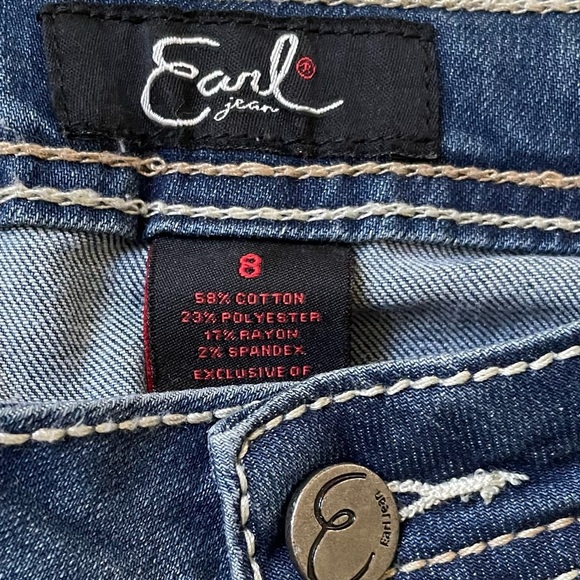 Earl ®
jean
8
58% COTTON
23% POLYESTER
17% RAYON
2% SPANDEX
EXCLUSIVE OF
Earl Jean